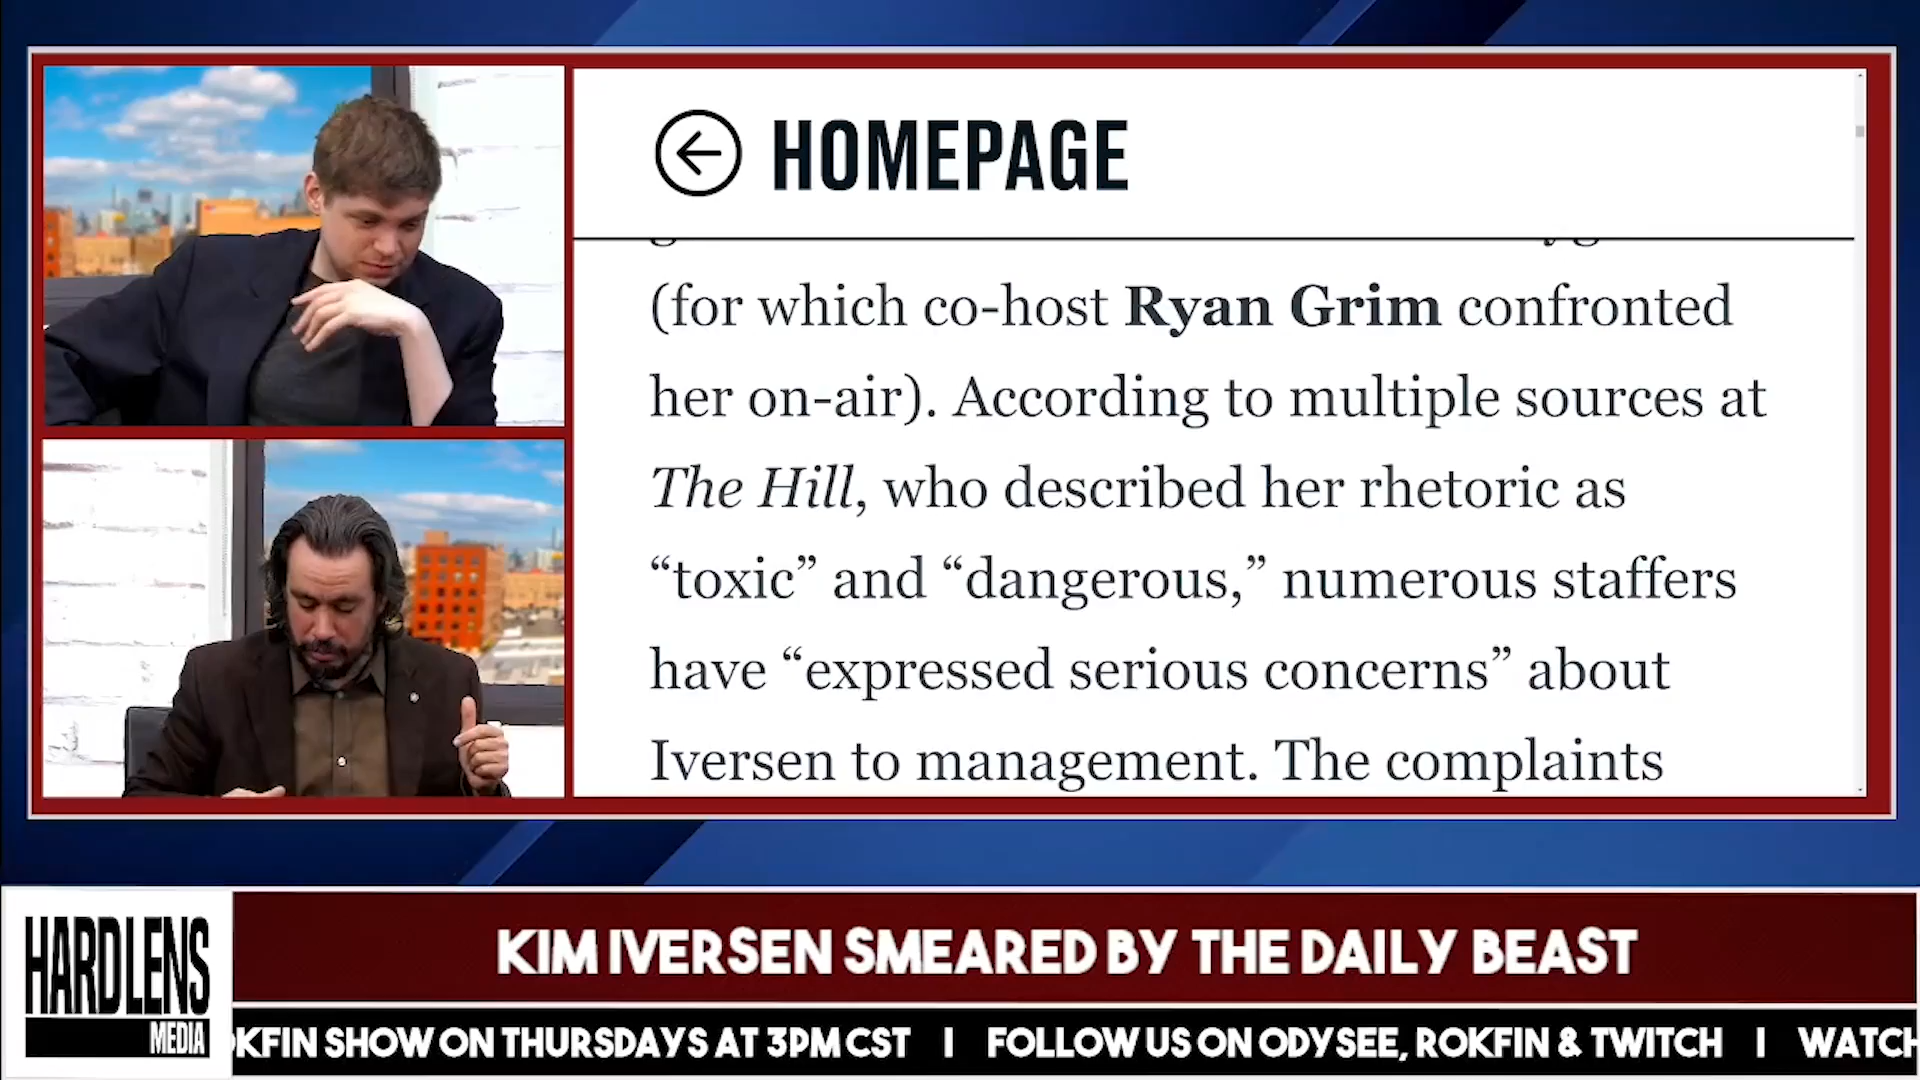 HOMEPAGE
(for which co-host Ryan Grim confronted
her on-air). According to multiple sources at
The Hill, who described her rhetoric as
“toxic” and “dangerous,” numerous staffers
have “expressed serious concerns” about
Iversen to management. The complaints
HARDLENS
MEDIA
KIM IVERSEN SMEARED BY THE DAILY BEAST
OKFIN SHOW ON THURSDAYS AT 3PM CST | FOLLOW US ON ODYSEE, ROKFIN & TWITCH | WATCH